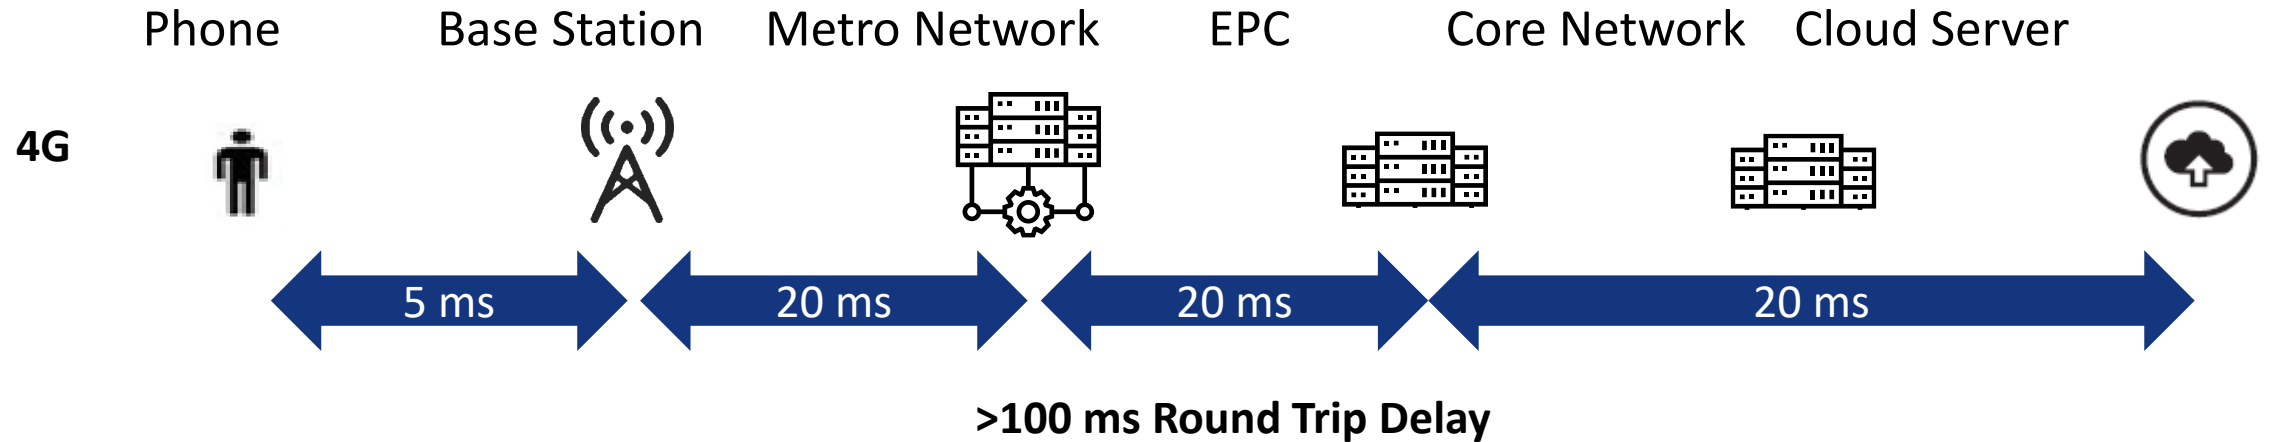 Phone Base Station Metro Network EPC Core Network Cloud Server
4G
5 ms 20 ms 20 ms 20 ms
>100 ms Round Trip Delay